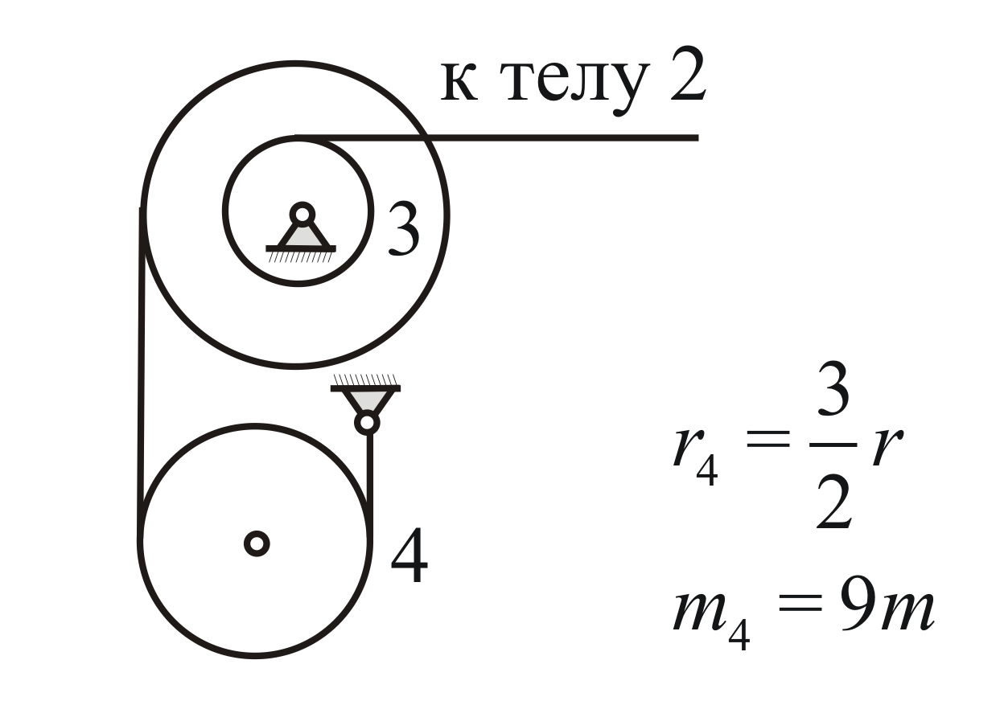 к телу 2
3
r₄ = 3/2 r
4
m₄ = 9m